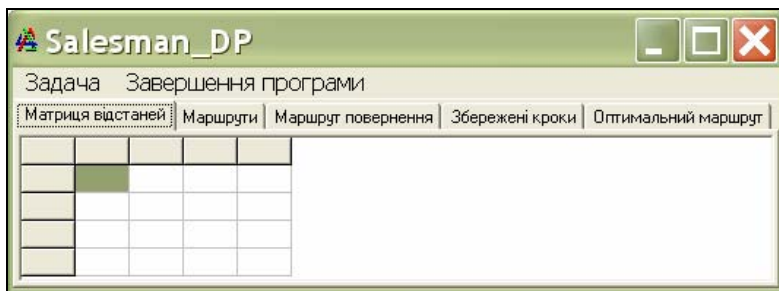 Salesman_DP
Задача Завершення програми
Матриця відстаней Маршрути Маршрут повернення Збережені кроки Оптимальний маршрут